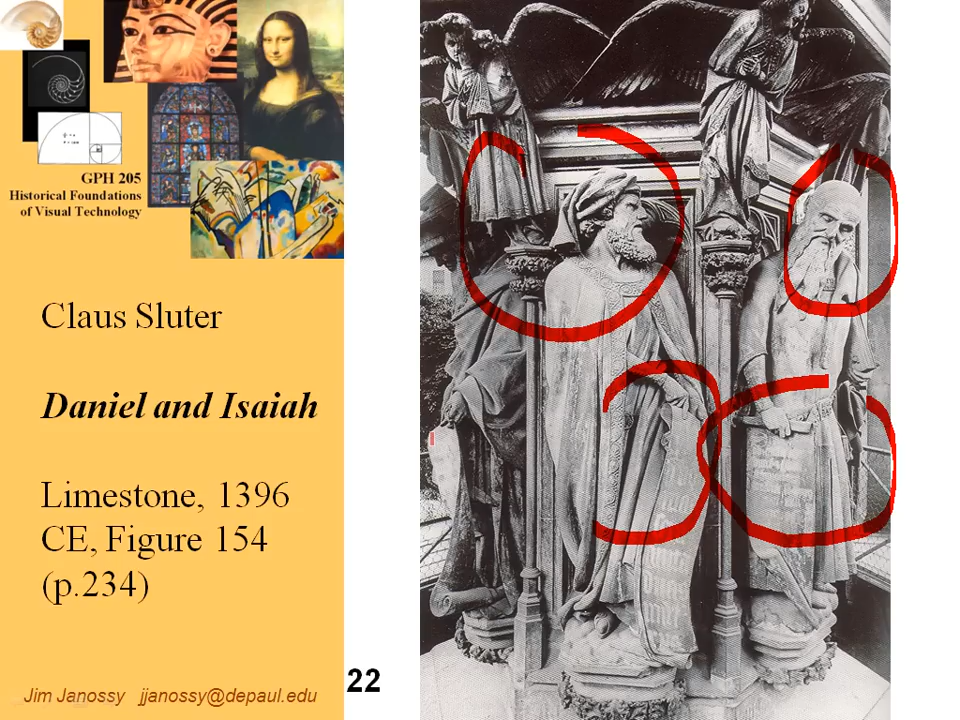 GPH 205
Historical Foundations
of Visual Technology
Claus Sluter
Daniel and Isaiah
Limestone, 1396
CE, Figure 154
(p.234)
Jim Janossy jjanossy@depaul.edu
22